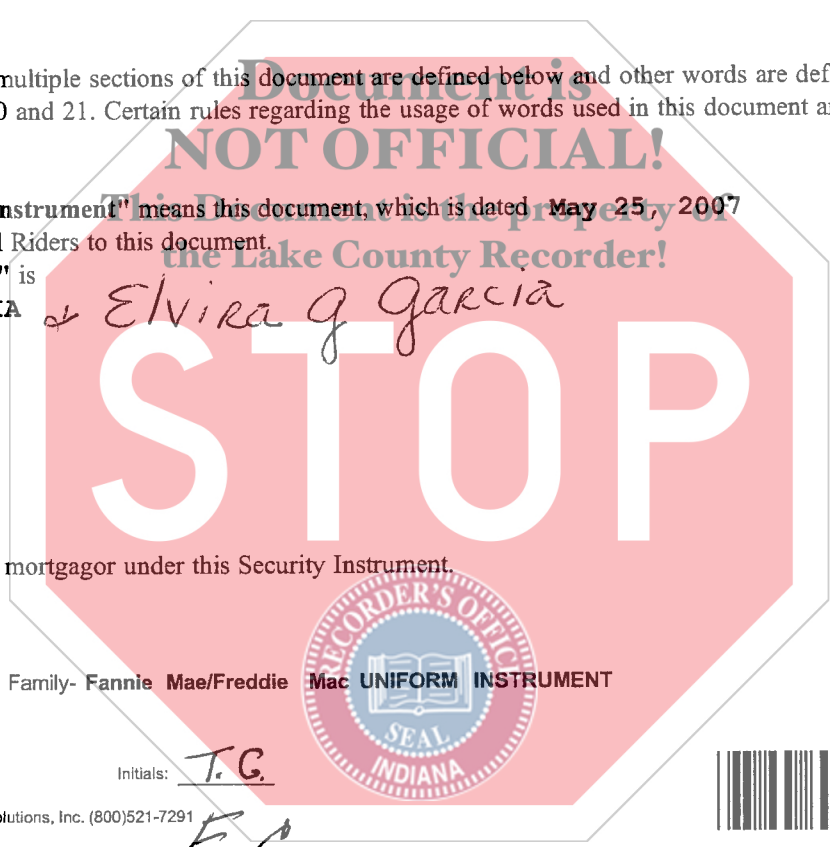 multiple sections of this document are defined below and other words are def
0 and 21. Certain rules regarding the usage of words used in this document a
Document is
NOT OFFICIAL!
This Document is the property of
the Lake County Recorder!
nstrument" means this document, which is dated May 25, 2007
l Riders to this document.
" is
IA & Elvira G Garcia
STOP
mortgagor under this Security Instrument.
RECORDER'S OFFICE
SEAL
INDIANA
Family- Fannie Mae/Freddie Mac UNIFORM INSTRUMENT
Initials: T. G.
olutions, Inc. (800)521-7291